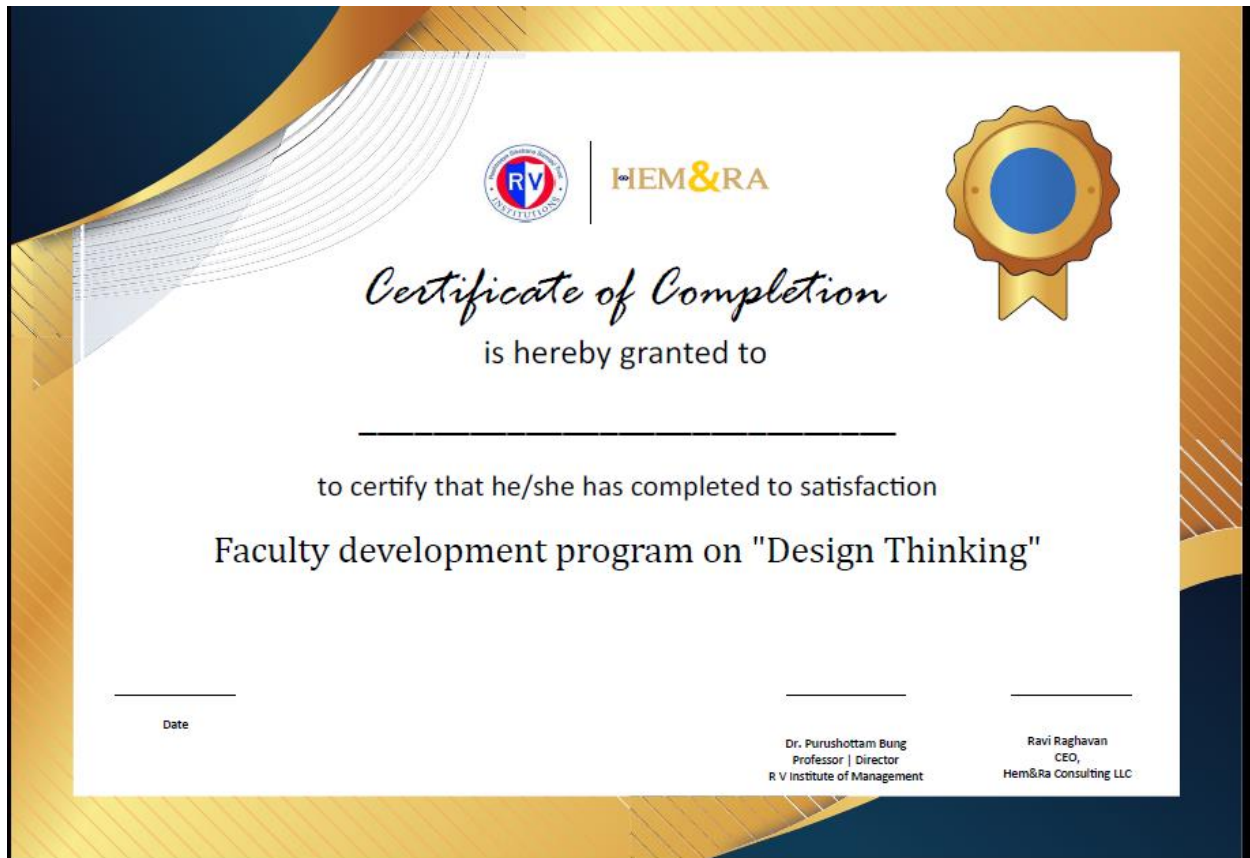 RV
INSTITUTIONS
HEM&RA
Certificate of Completion
is hereby granted to
to certify that he/she has completed to satisfaction
Faculty development program on "Design Thinking"
Date
Dr. Purushottam Bung
Professor | Director
R V Institute of Management
Ravi Raghavan
CEO,
Hem&Ra Consulting LLC